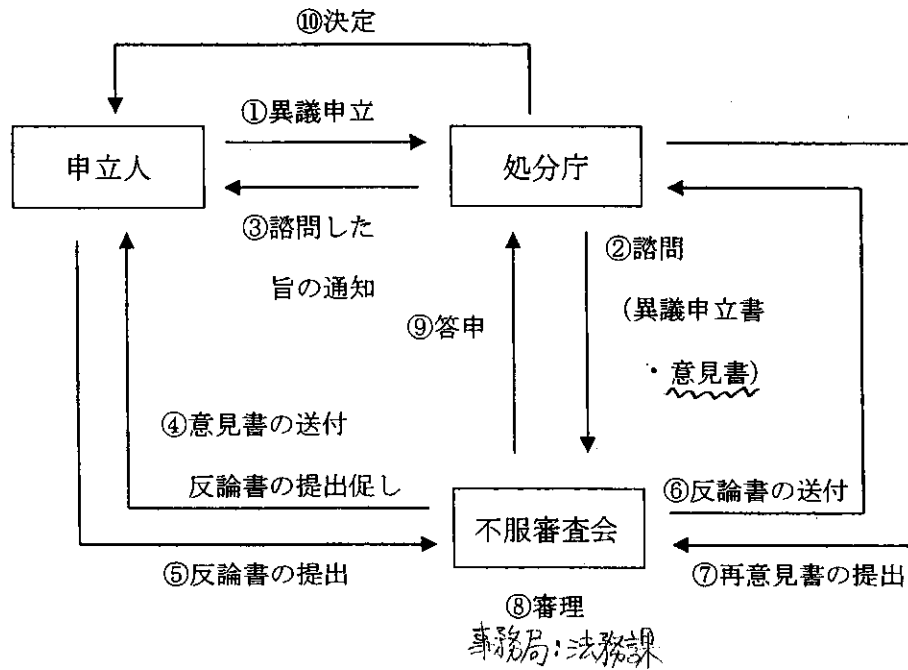 ⑩決定
①異議申立
申立人
処分庁
③諮問した
旨の通知
②諮問
(異議申立書
・意見書)
⑨答申
④意見書の送付
反論書の提出促し
⑥反論書の送付
不服審査会
⑤反論書の提出
⑦再意見書の提出
⑧審理
事務局:法務課